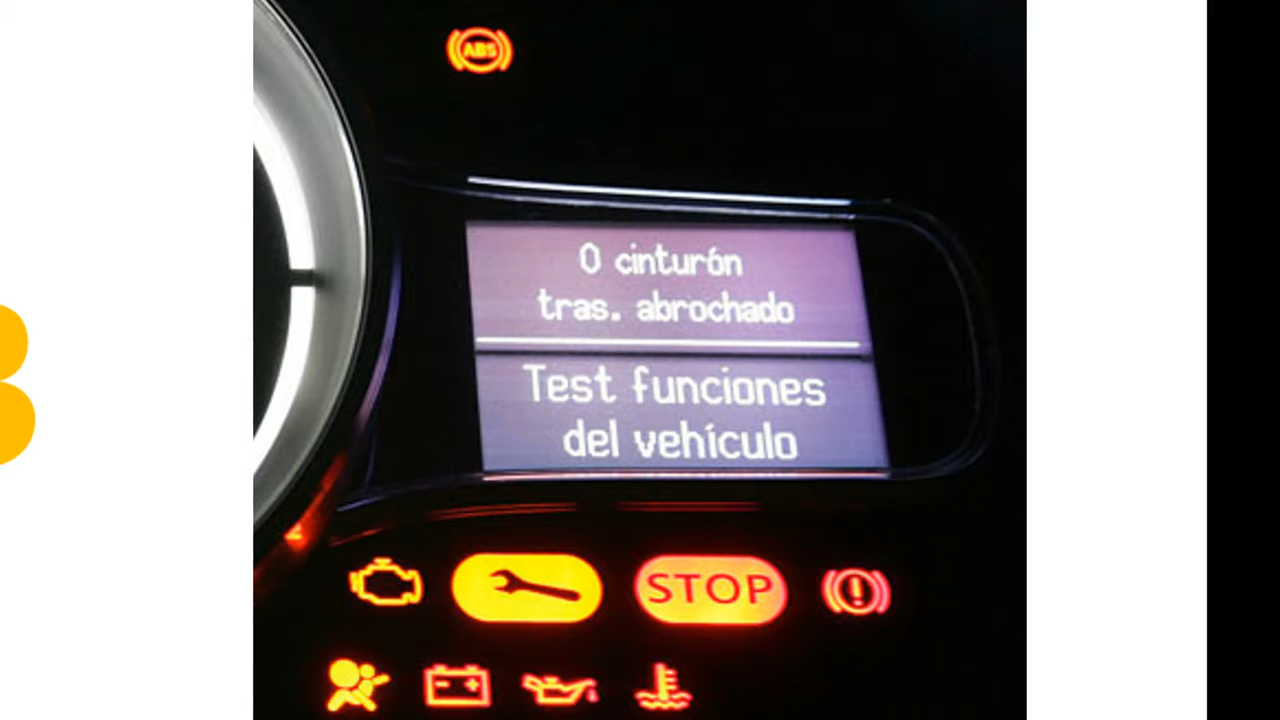 ABS
0 cinturón
tras. abrochado
Test funciones
del vehículo
STOP